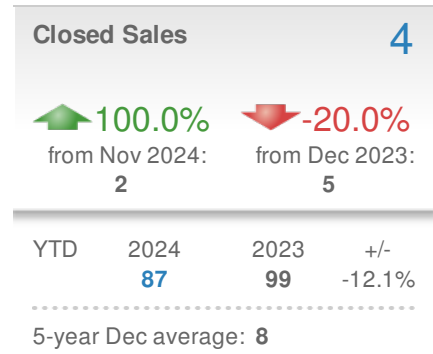 Closed Sales 4
100.0% -20.0%
from Nov 2024: from Dec 2023:
2 5
YTD 2024 2023 +/-
87 99 -12.1%
5-year Dec average: 8